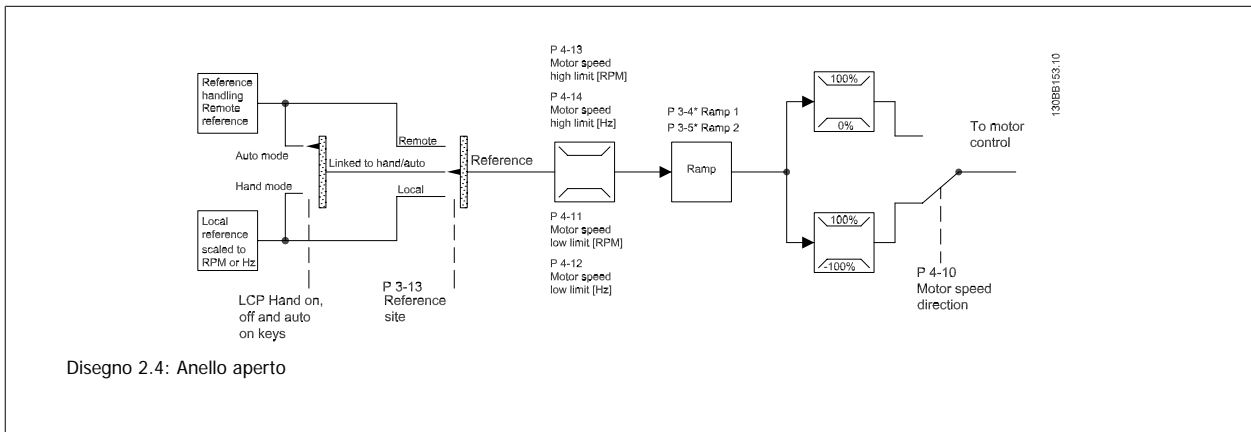 Reference
handling
Remote
reference
Auto mode
Hand mode
Local
reference
scaled to
RPM or Hz
LCP Hand on,
off and auto
on keys
Linked to hand/auto
Remote
Local
P 3-13
Reference
site
Reference
P 4-13
Motor speed
high limit [RPM]
P 4-14
Motor speed
high limit [Hz]
P 4-11
Motor speed
low limit [RPM]
P 4-12
Motor speed
low limit [Hz]
P 3-4* Ramp 1
P 3-5* Ramp 2
Ramp
100%
0%
100%
-100%
To motor
control
P 4-10
Motor speed
direction
130BB153.10
Disegno 2.4: Anello aperto